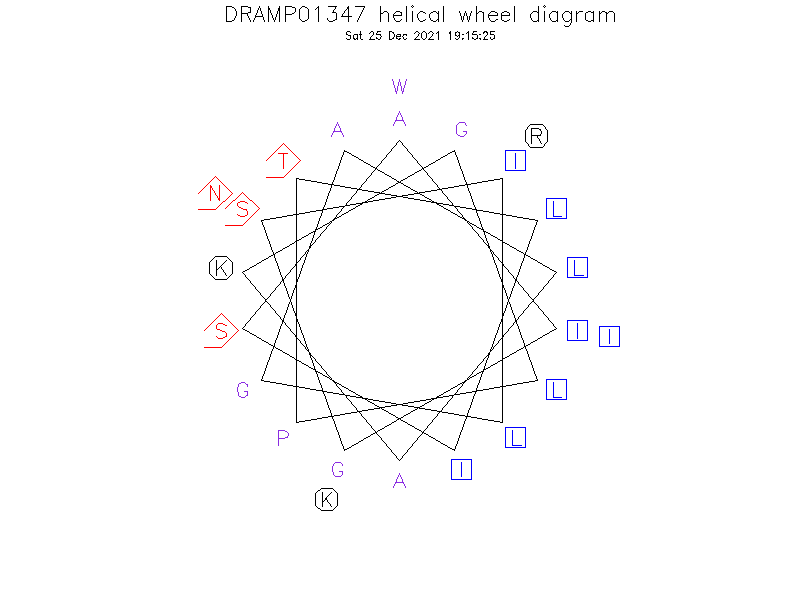 DRAMP01347 helical wheel diagram
Sat 25 Dec 2021 19:15:25
W
A
A G
R
T I
N S L
K L
S I I
G L
P L
G I
A
K